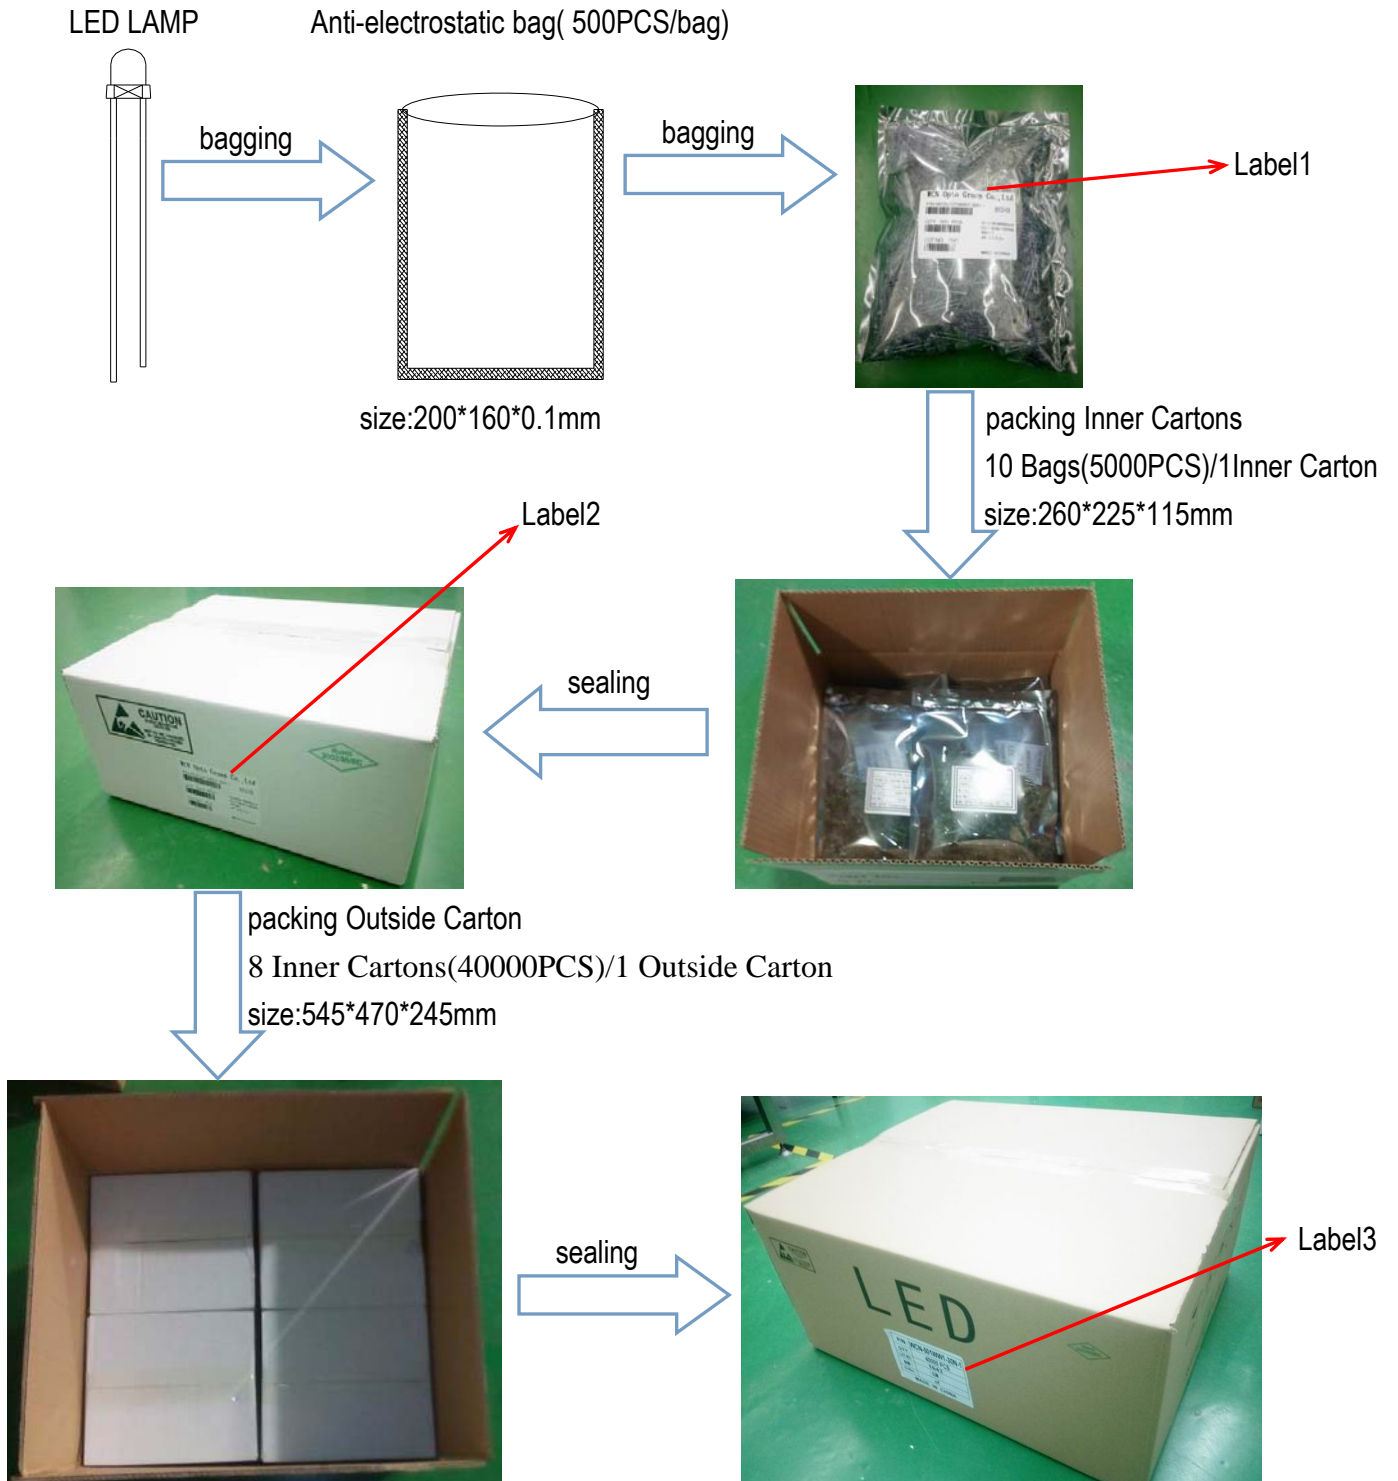 LED LAMP
Anti-electrostatic bag( 500PCS/bag)
bagging
bagging
Label1
size:200*160*0.1mm
packing Inner Cartons
10 Bags(5000PCS)/1Inner Carton
size:260*225*115mm
Label2
sealing
CAUTION
packing Outside Carton
8 Inner Cartons(40000PCS)/1 Outside Carton
size:545*470*245mm
sealing
Label3
LED